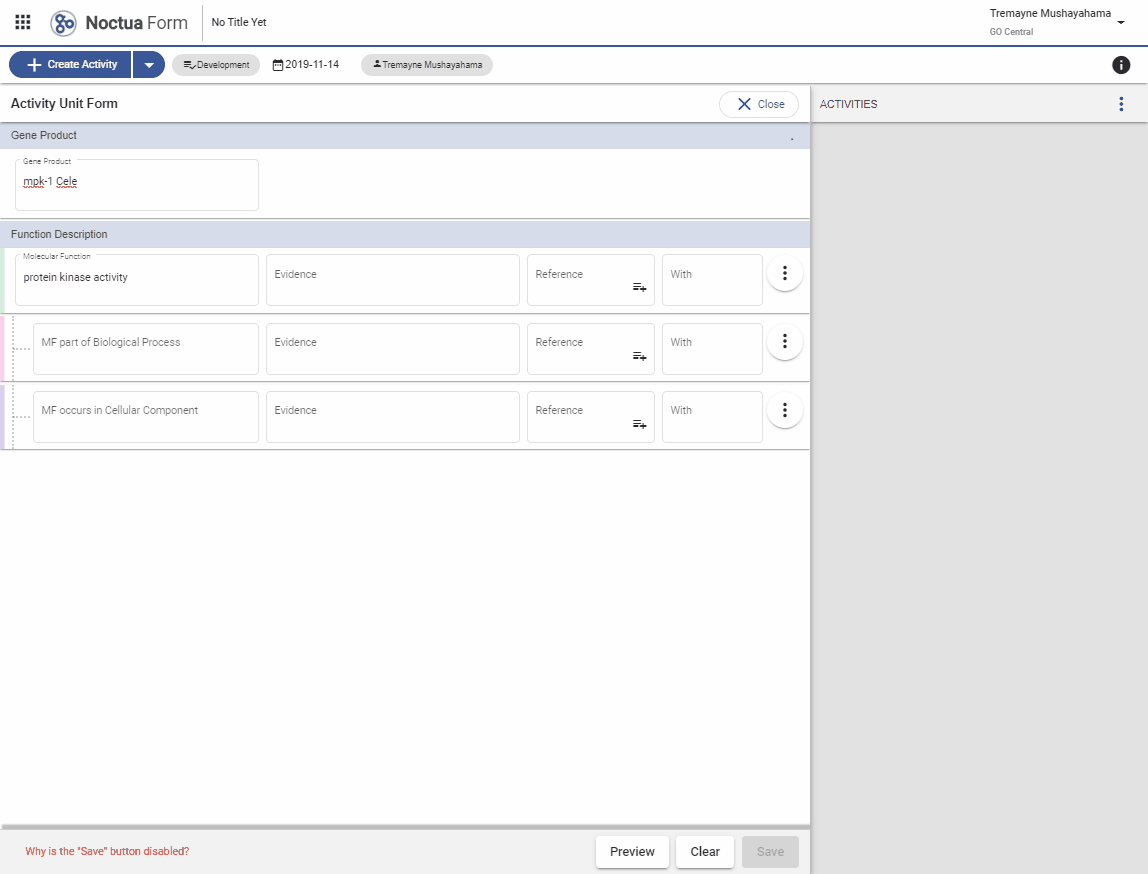 Noctua Form
No Title Yet
Tremayne Mushayahama
GO Central
Create Activity
Development
2019-11-14
Tremayne Mushayahama
Activity Unit Form
Close
ACTIVITIES
Gene Product
Gene Product
mpk-1 Cele
Function Description
Molecular Function
protein kinase activity
Evidence
Reference
With
MF part of Biological Process
Evidence
Reference
With
MF occurs in Cellular Component
Evidence
Reference
With
Why is the "Save" button disabled?
Preview
Clear
Save